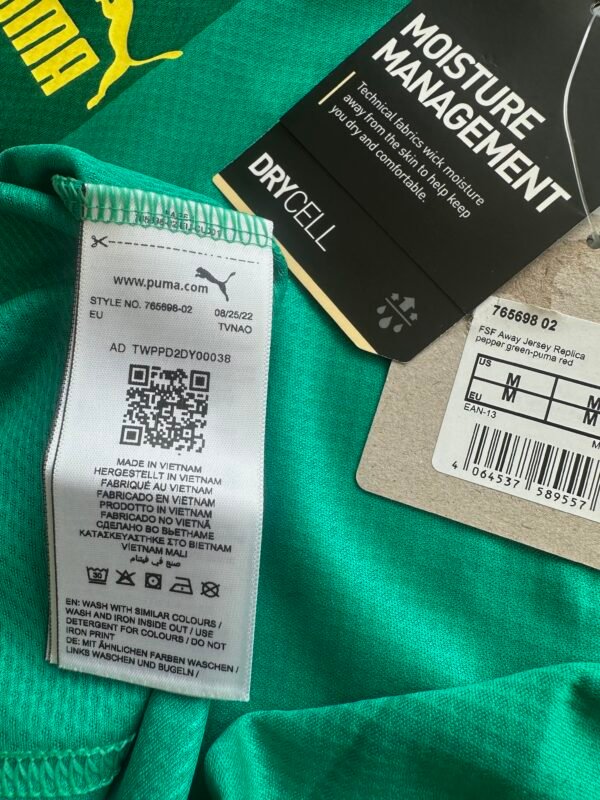 PUMA
MOISTURE
MANAGEMENT
Technical fabrics wick moisture
away from the skin to help keep
you dry and comfortable.
DRYCELL
www.puma.com
STYLE NO. 765698-02
08/25/22
EU
TVNAO
AD TWPPD2DY00038
MADE IN VIETNAM
HERGESTELLT IN VIETNAM
FABRIQUÉ AU VIETNAM
FABRICADO EN VIETNAM
PRODOTTO IN VIETNAM
FABRICADO NO VIETNÃ
СДЕЛАНО ВО ВЬЕТНАМЕ
ΚΑΤΑΣΚΕΥΑΣΘΗΚΕ ΣΤΟ ΒΙΕΤΝΑΜ
VIETNAM MALI
صنع في فيتنام
30
EN: WASH WITH SIMILAR COLOURS /
WASH AND IRON INSIDE OUT / USE
DETERGENT FOR COLOURS / DO NOT
IRON PRINT
DE: MIT ÄHNLICHEN FARBEN WASCHEN /
LINKS WASCHEN UND BÜGELN /
765698 02
FSF Away Jersey Replica
pepper green-puma red
US M
EU M M
EAN-13
4 064537 589557